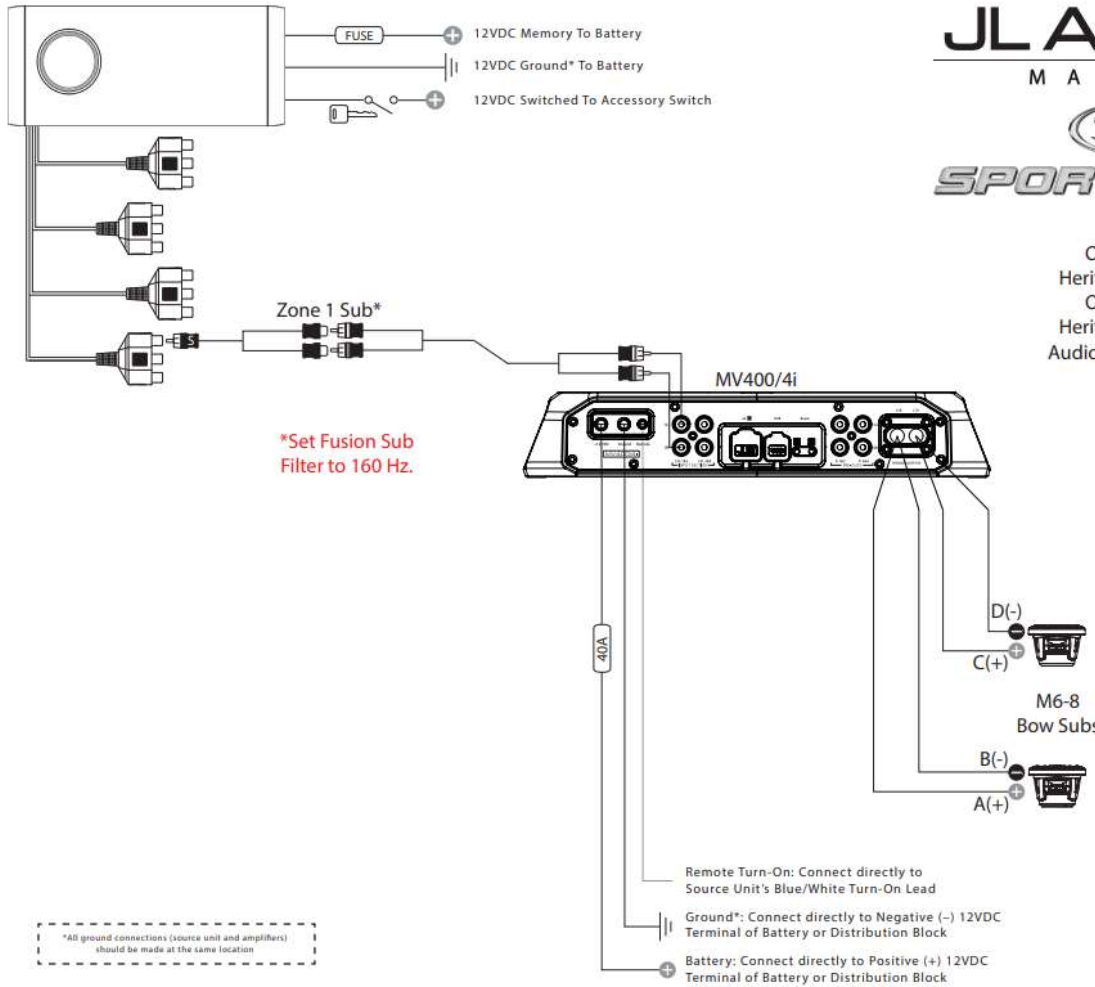 FUSE
12VDC Memory To Battery
12VDC Ground* To Battery
12VDC Switched To Accessory Switch
JL A
M A
SPOR
C
Herit
C
Herit
Audio
Zone 1 Sub*
S
MV400/4i
*Set Fusion Sub
Filter to 160 Hz.
40A
D(-)
C(+)
M6-8
Bow Subs
B(-)
A(+)
Remote Turn-On: Connect directly to
Source Unit's Blue/White Turn-On Lead
Ground*: Connect directly to Negative (–) 12VDC
Terminal of Battery or Distribution Block
Battery: Connect directly to Positive (+) 12VDC
Terminal of Battery or Distribution Block
*All ground connections (source unit and amplifiers)
should be made at the same location